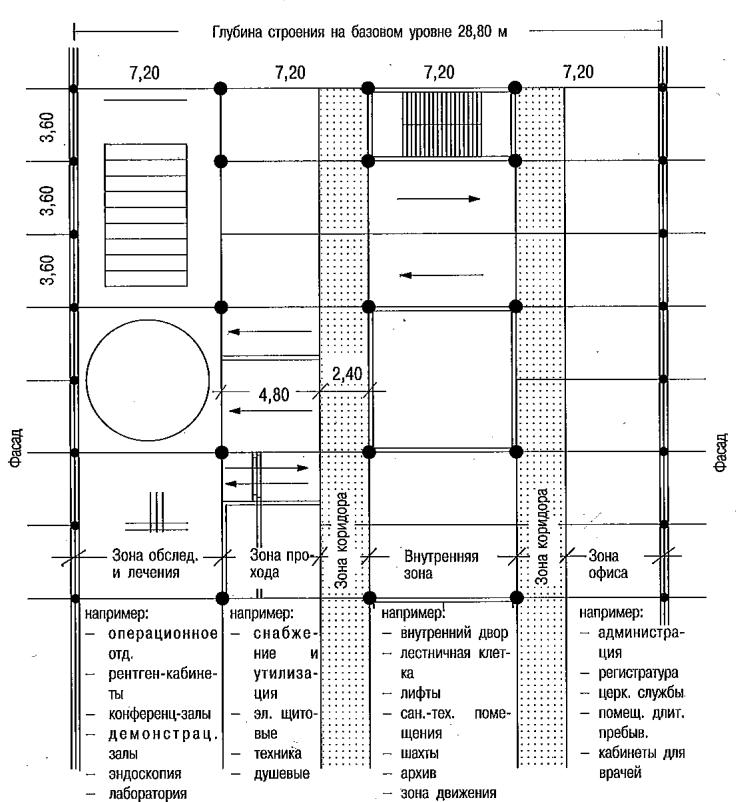 Глубина строения на базовом уровне 28,80 м
7,20
7,20
7,20
7,20
3,60
3,60
3,60
4,80
2,40
Фасад
Фасад
Зона обслед.
и лечения
Зона про-
хода
Зона коридора
Внутренняя
зона
Зона коридора
Зона
офиса
например:
– операционное
отд.
– рентген-кабине-
ты
– конференц-залы
– демонстрац.
залы
– эндоскопия
– лаборатория
например:
– снабже-
ние и
утилиза-
ция
– эл. щито-
вые
– техника
– душевые
например:
– внутренний двор
– лестничная клет-
ка
– лифты
– сан.-тех. поме-
щения
– шахты
– архив
– зона движения
например:
– администра-
ция
– регистратура
– церк. службы
– помещ. длит.
пребыв.
– кабинеты для
врачей